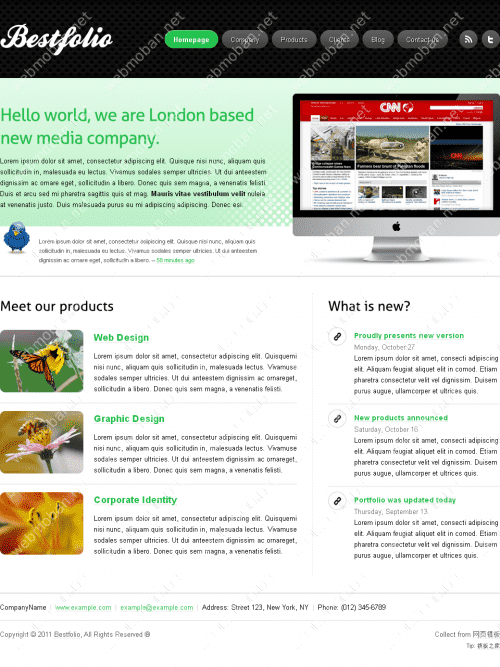 Bestfolio
Homepage
Company
Products
Clients
Blog
Contact us
Hello world, we are London based
new media company.
Lorem ipsum dolor sit amet, consectetur adipiscing elit. Quisque nisi nunc, aliquam quis
sollicitudin in, malesuada eu lectus. Vivamus sodales semper ultricies. Ut dui anteestem
dignissim ac ornare eget, sollicitudin a libero. Donec quis sem magna, a venenatis felisti.
Duis et arcu sed mi pharetra sagittis quis et mag. Mauris vitae vestibulum velit nuleia
at venenatis justo. Duis malesuada purus eu mi adipiscing adipiscing. Donec esi.
Lorem ipsum dolor sit amet, consectetur adipiscing elit. Quisque nisi nunc, aliquam quis
sollicitudin in, malesuada eu lectus. Vivamus sodales semper ultricies. Ut dui anteestem
dignissim ac ornare eget, sollicitudin a libero. – 58 minutes ago
CNN
Meet our products
Web Design
Lorem ipsum dolor sit amet, consectetur adipiscing elit. Quisquemi
nisi nunc, aliquam quis sollicitudin in, malesuada lectus. Vivamuse
sodales semper ultricies. Ut dui anteestem dignissim ac ornareget,
sollicitudin a libero. Donec quis sem magna, a venenatis felisti.
Graphic Design
Lorem ipsum dolor sit amet, consectetur adipiscing elit. Quisquemi
nisi nunc, aliquam quis sollicitudin in, malesuada lectus. Vivamuse
sodales semper ultricies. Ut dui anteestem dignissim ac ornareget,
sollicitudin a libero. Donec quis sem magna, a venenatis felisti.
Corporate Identity
Lorem ipsum dolor sit amet, consectetur adipiscing elit. Quisquemi
nisi nunc, aliquam quis sollicitudin in, malesuada lectus. Vivamuse
sodales semper ultricies. Ut dui anteestem dignissim ac ornareget,
sollicitudin a libero. Donec quis sem magna, a venenatis felisti.
What is new?
Proudly presents new version
Monday, October 27
Lorem ipsum dolor sit amet, consecti adipiscing
elit. Aliquam feugiat aliquet elit in comod. Etiam
pharetra consectetur velit vel dignissim. Duisem
purus augue, ullamcorper et ultrices quis.
New products announced
Saturday, October 18
Lorem ipsum dolor sit amet, consecti adipiscing
elit. Aliquam feugiat aliquet elit in comod. Etiam
pharetra consectetur velit vel dignissim. Duisem
purus augue, ullamcorper et ultrices quis.
Portfolio was updated today
Thursday, September 13
Lorem ipsum dolor sit amet, consecti adipiscing
elit. Aliquam feugiat aliquet elit in comod. Etiam
pharetra consectetur velit vel dignissim. Duisem
purus augue, ullamcorper et ultrices quis.
CompanyName | www.example.com | example@example.com | Address: Street 123, New York, NY | Phone: (012) 345-6789
Copyright © 2011 Bestfolio, All Rights Reserved ®
Collect from 网页模板
Tip: 模板之家